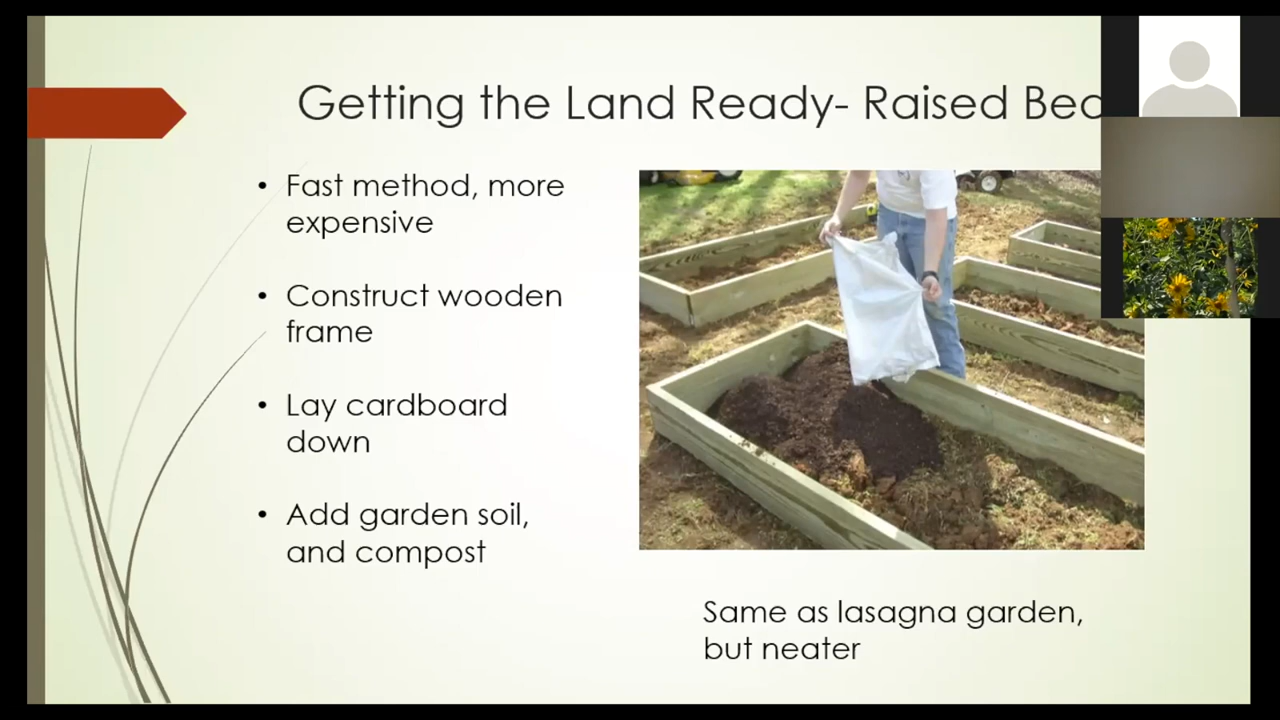 Getting the Land Ready- Raised
• Fast method, more
expensive
• Construct wooden
frame
• Lay cardboard
down
• Add garden soil,
and compost
Same as lasagna garden,
but neater